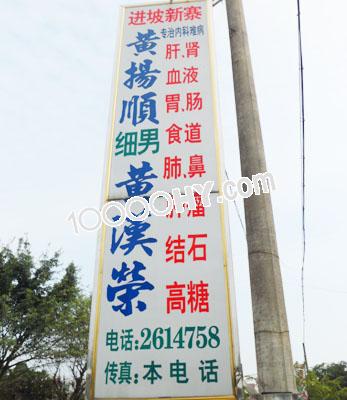 进坡新寨
专治内科难病
黄揚順
细男
黄漢榮
肝、肾
血液
胃、肠
食道
肺、鼻
肿瘤
结石
高糖
电话:2614758
传真:本电话
10000HY.COM